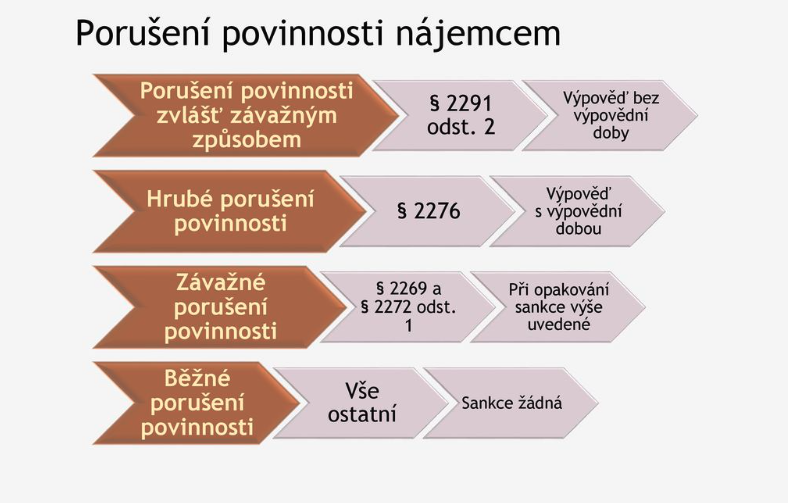 Porušení povinnosti nájemcem
Porušení povinnosti
zvlášť závažným
způsobem
§ 2291
odst. 2
Výpověď bez
výpovědní
doby
Hrubé porušení
povinnosti
§ 2276
Výpověď
s výpovědní
dobou
Závažné
porušení
povinnosti
§ 2269 a
§ 2272 odst.
1
Při opakování
sankce výše
uvedené
Běžné
porušení
povinnosti
Vše
ostatní
Sankce žádná